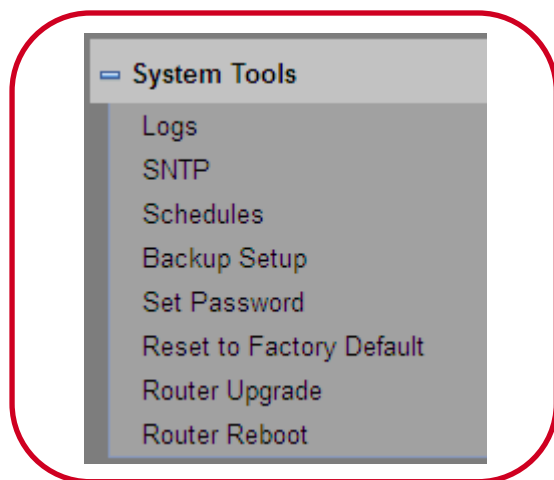 System Tools
Logs
SNTP
Schedules
Backup Setup
Set Password
Reset to Factory Default
Router Upgrade
Router Reboot